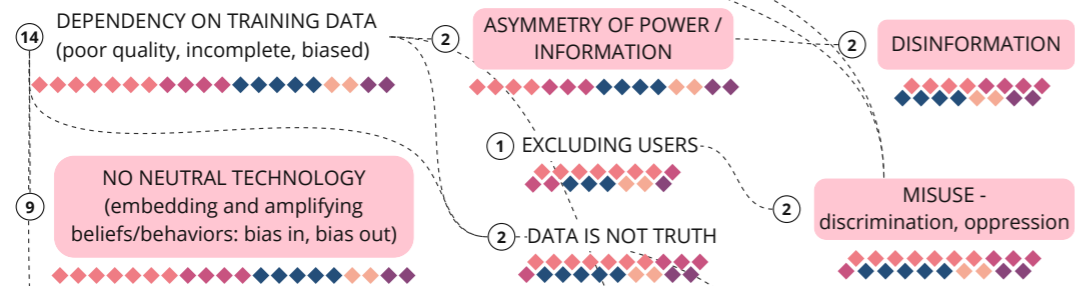 14
DEPENDENCY ON TRAINING DATA
(poor quality, incomplete, biased)
2
ASYMMETRY OF POWER /
INFORMATION
2
DISINFORMATION
1
EXCLUDING USERS
9
NO NEUTRAL TECHNOLOGY
(embedding and amplifying
beliefs/behaviors: bias in, bias out)
2
DATA IS NOT TRUTH
2
MISUSE -
discrimination, oppression